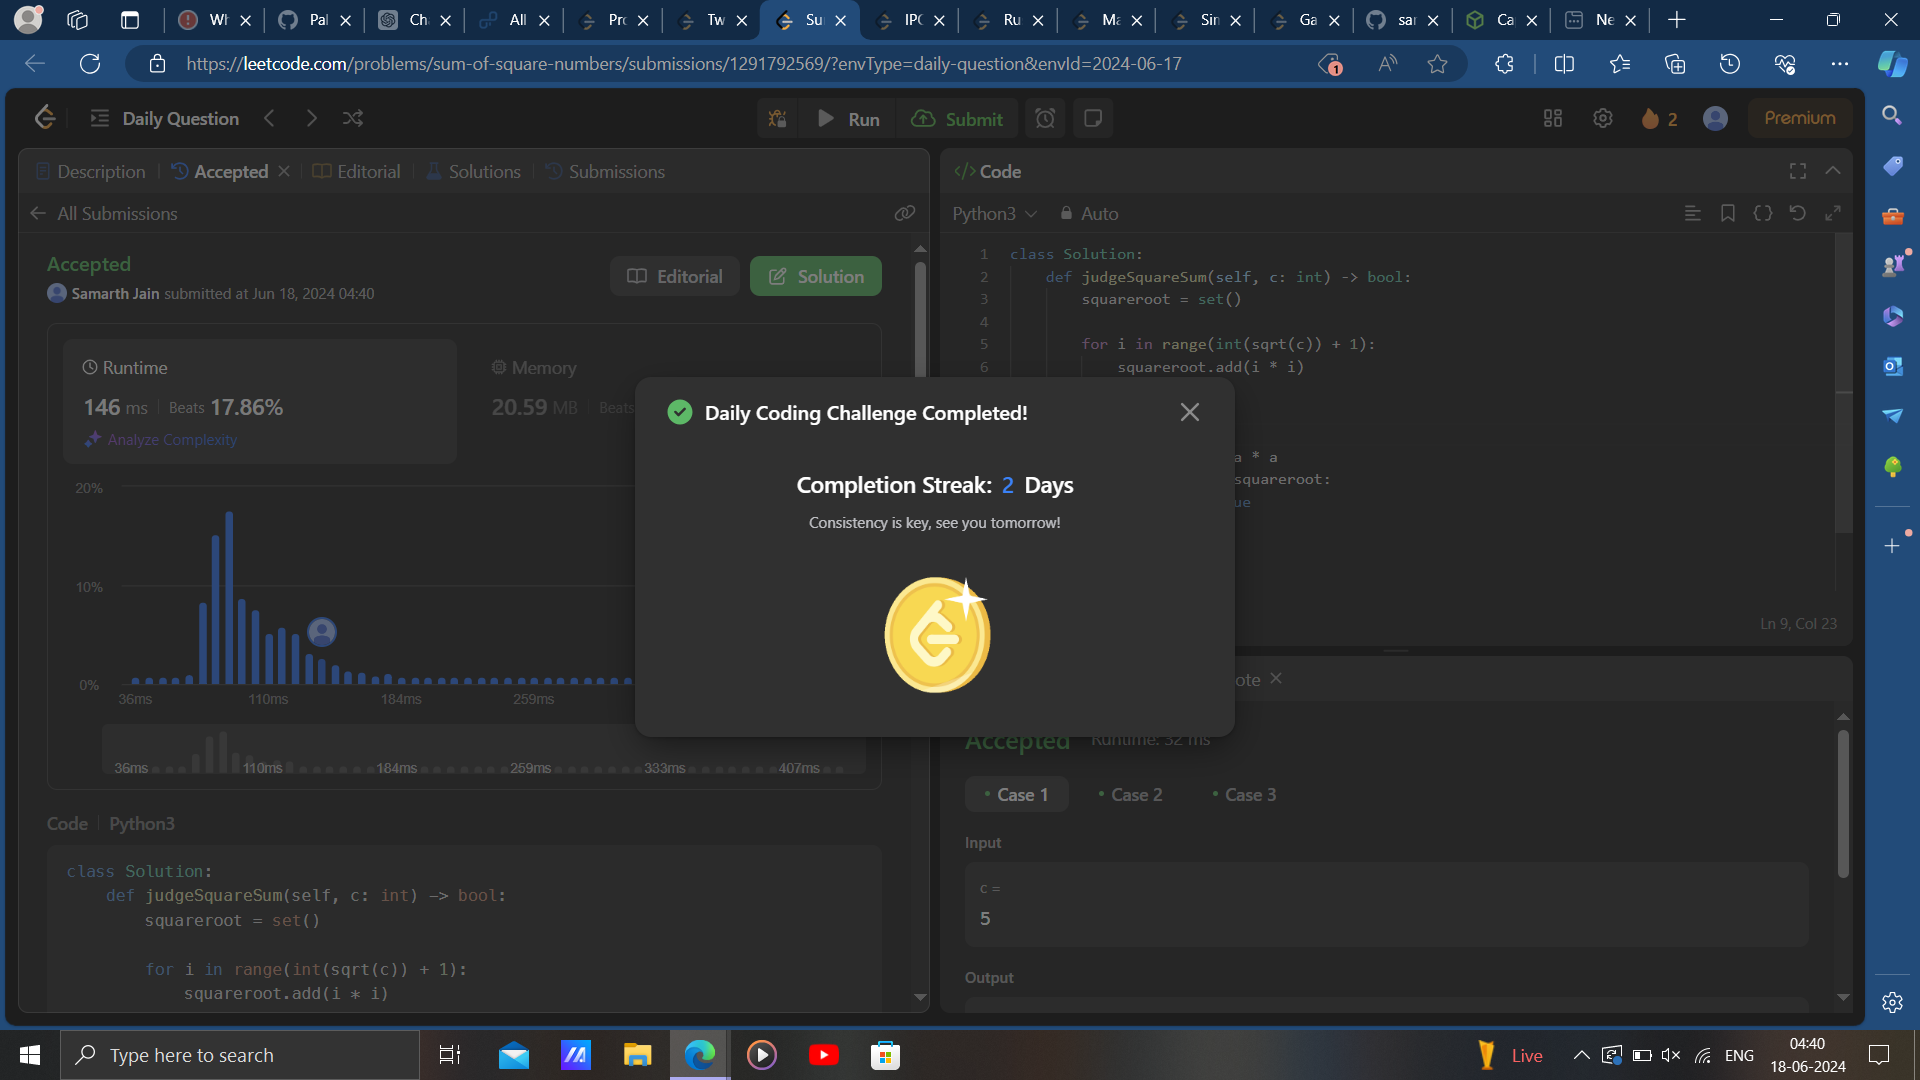 Wh
Pal
Ch
All
Pro
Tw
Su
IPC
Ru
Ma
Sin
Ga
sar
Ca
Ne
https://leetcode.com/problems/sum-of-square-numbers/submissions/1291792569/?envType=daily-question&envId=2024-06-17
1
Daily Question
Run
Submit
2
Premium
Description
Accepted
Editorial
Solutions
Submissions
All Submissions
Accepted
Samarth Jain submitted at Jun 18, 2024 04:40
Editorial
Solution
Runtime
146 ms
Beats 17.86%
Analyze Complexity
Memory
20.59 MB
Beats
20%
10%
0%
36ms
110ms
184ms
259ms
36ms
110ms
184ms
259ms
333ms
407ms
Code
Python3
class Solution:
def judgeSquareSum(self, c: int) -> bool:
squareroot = set()
for i in range(int(sqrt(c)) + 1):
squareroot.add(i * i)
</> Code
Python3
Auto
1 class Solution:
2 def judgeSquareSum(self, c: int) -> bool:
3 squareroot = set()
4
5 for i in range(int(sqrt(c)) + 1):
6 squareroot.add(i * i)
a * a
squareroot:
ue
Ln 9, Col 23
Daily Coding Challenge Completed!
Completion Streak: 2 Days
Consistency is key, see you tomorrow!
ote
Accepted
Runtime: 32 ms
Case 1
Case 2
Case 3
Input
c =
5
Output
Type here to search
Live
ENG
04:40
18-06-2024